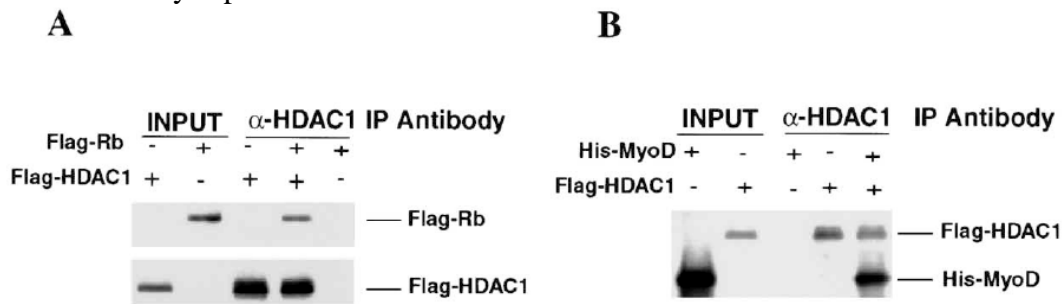 A
INPUT α-HDAC1 IP Antibody
Flag-Rb - + - + +
Flag-HDAC1 + - + + -
Flag-Rb
Flag-HDAC1
B
INPUT α-HDAC1 IP Antibody
His-MyoD + - + - +
Flag-HDAC1 - + - + +
Flag-HDAC1
His-MyoD